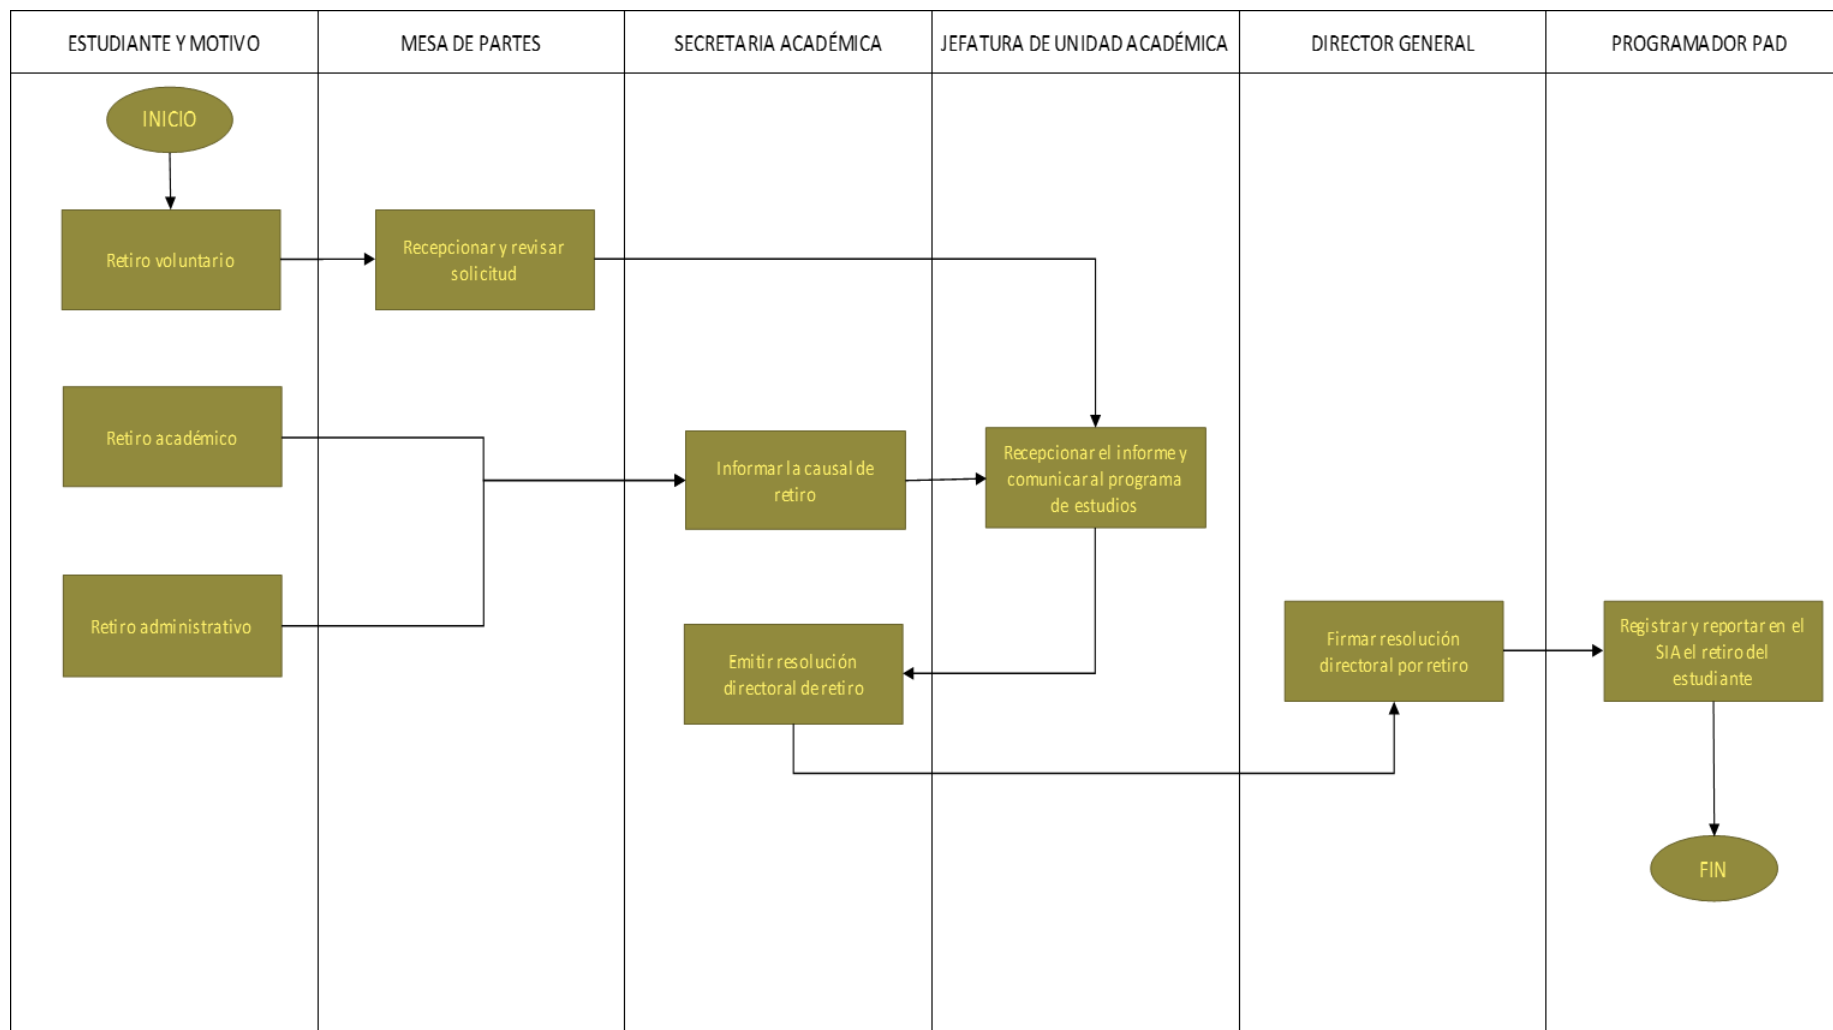 ESTUDIANTE Y MOTIVO
MESA DE PARTES
SECRETARIA ACADÉMICA
JEFATURA DE UNIDAD ACADÉMICA
DIRECTOR GENERAL
PROGRAMADOR PAD
INICIO
Retiro voluntario
Recepcionar y revisar
solicitud
Retiro académico
Informar la causal de
retiro
Recepcionar el informe y
comunicar al programa
de estudios
Retiro administrativo
Emitir resolución
directoral de retiro
Firmar resolución
directoral por retiro
Registrar y reportar en el
SIA el retiro del
estudiante
FIN